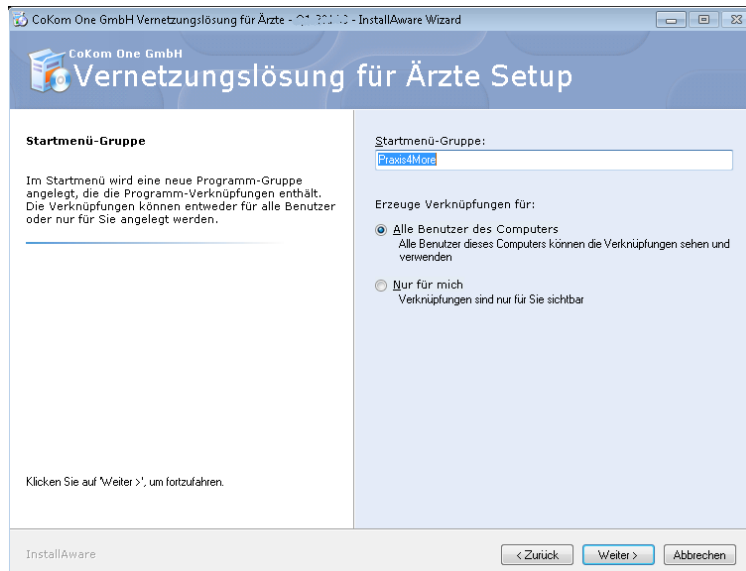 CoKom One GmbH Vernetzungslösung für Ärzte - - InstallAware Wizard
CoKom One GmbH
Vernetzungslösung für Ärzte Setup
Startmenü-Gruppe
Im Startmenü wird eine neue Programm-Gruppe
angelegt, die die Programm-Verknüpfungen enthält.
Die Verknüpfungen können entweder für alle Benutzer
oder nur für Sie angelegt werden.
Klicken Sie auf 'Weiter >', um fortzufahren.
Startmenü-Gruppe:
Praxis4More
Erzeuge Verknüpfungen für:
Alle Benutzer des Computers
Alle Benutzer dieses Computers können die Verknüpfungen sehen und
verwenden
Nur für mich
Verknüpfungen sind nur für Sie sichtbar
InstallAware
< Zurück
Weiter >
Abbrechen